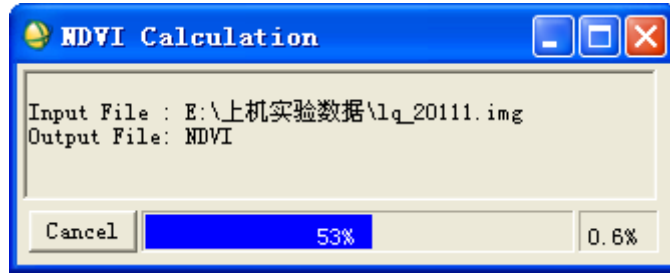 NDVI Calculation
Input File : E:\上机实验数据\lq_20111.img
Output File: NDVI
Cancel 53% 0.6%